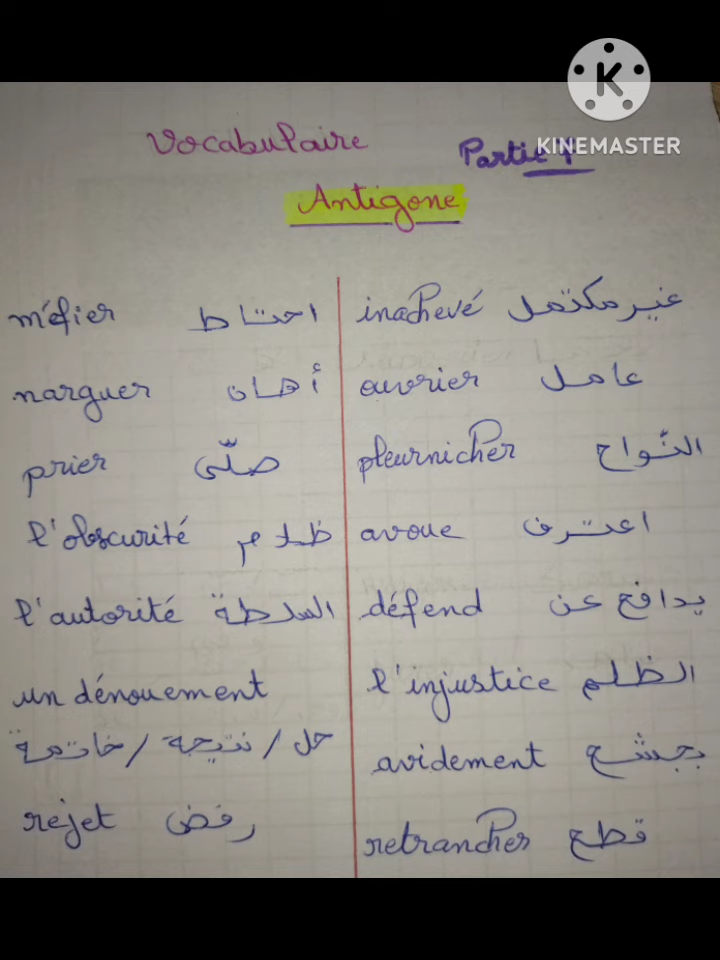 KINEMASTER
Vocabulaire
Partie 1
Antigone
méfier احتاط
narguer أهان
prier صلّى
l'obscurité ظلام
l'autorité السلطة
un dénouement
حل / نتيجة / خاتمة
rejet رفض
inachevé غير مكتمل
ouvrier عامل
pleurnicher النّواح
avoue اعترف
défend يدافع عن
l'injustice الظلم
avidement بجشع
retrancher قطع